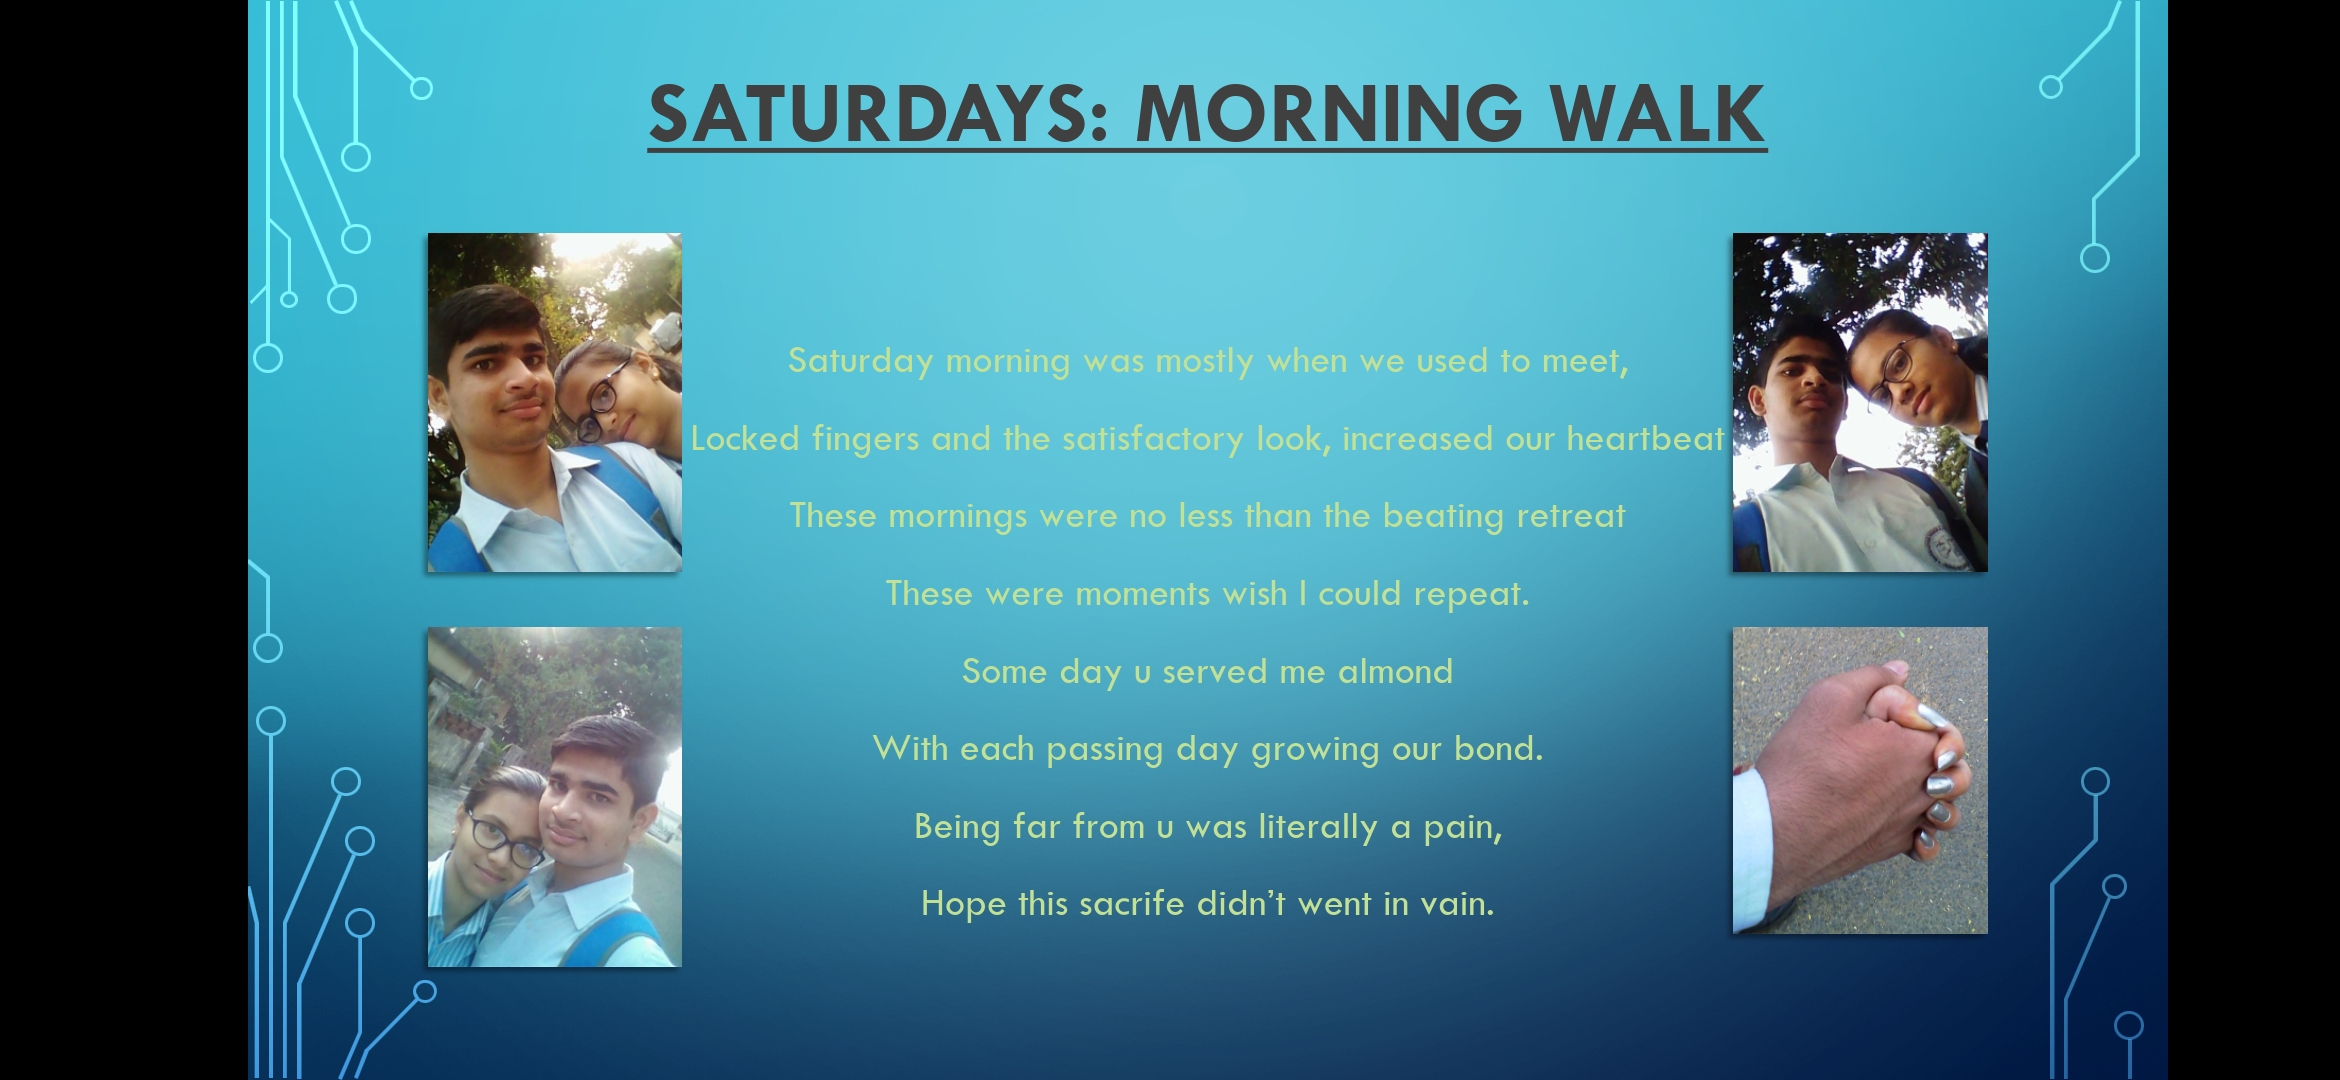 SATURDAYS: MORNING WALK
Saturday morning was mostly when we used to meet,
Locked fingers and the satisfactory look, increased our heartbeat
These mornings were no less than the beating retreat
These were moments wish I could repeat.
Some day u served me almond
With each passing day growing our bond.
Being far from u was literally a pain,
Hope this sacrife didn’t went in vain.